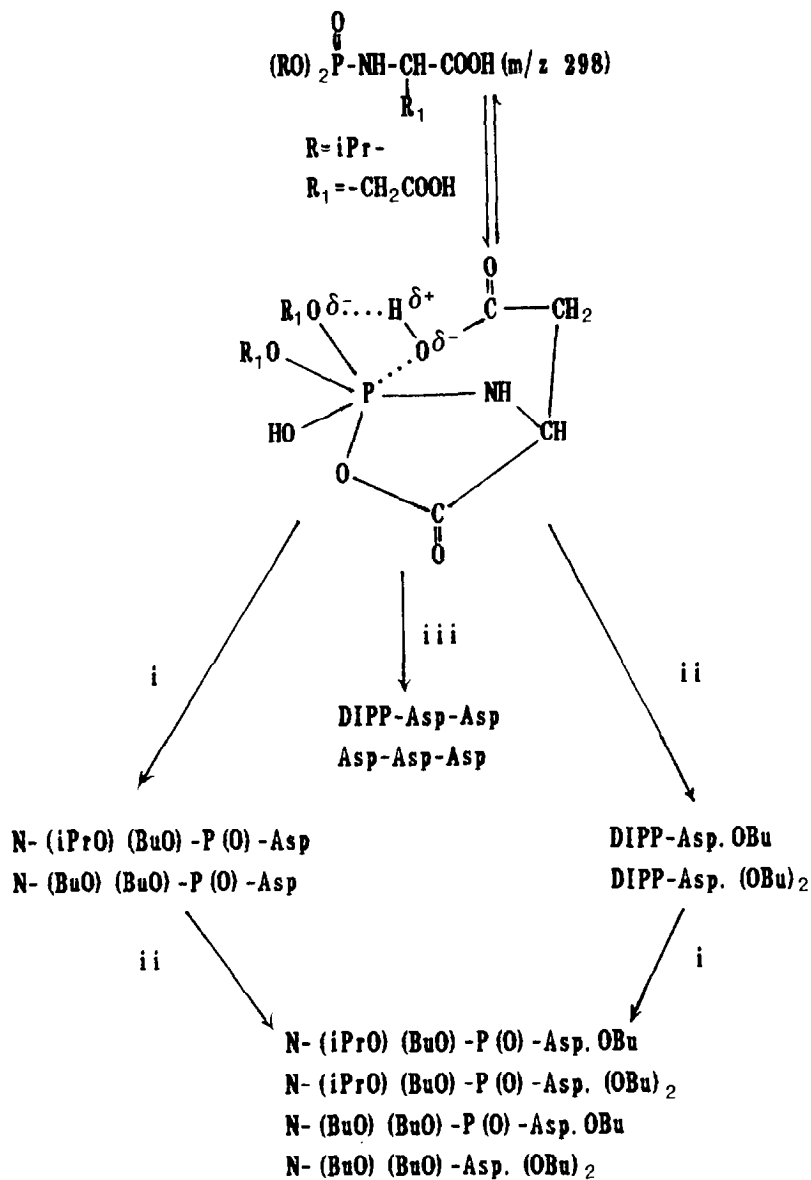 O
(RO)2P-NH-CH-COOH (m/z 298)
R1
R=iPr-
R1=-CH2COOH
O
R1Oδ- H δ+ C CH2
R1O Oδ-
P NH
HO CH
O
C
O
i iii ii
DIPP-Asp-Asp
Asp-Asp-Asp
N-(iPrO)(BuO)-P(O)-Asp
N-(BuO)(BuO)-P(O)-Asp
DIPP-Asp.OBu
DIPP-Asp.(OBu)2
ii i
N-(iPrO)(BuO)-P(O)-Asp.OBu
N-(iPrO)(BuO)-P(O)-Asp.(OBu)2
N-(BuO)(BuO)-P(O)-Asp.OBu
N-(BuO)(BuO)-Asp.(OBu)2